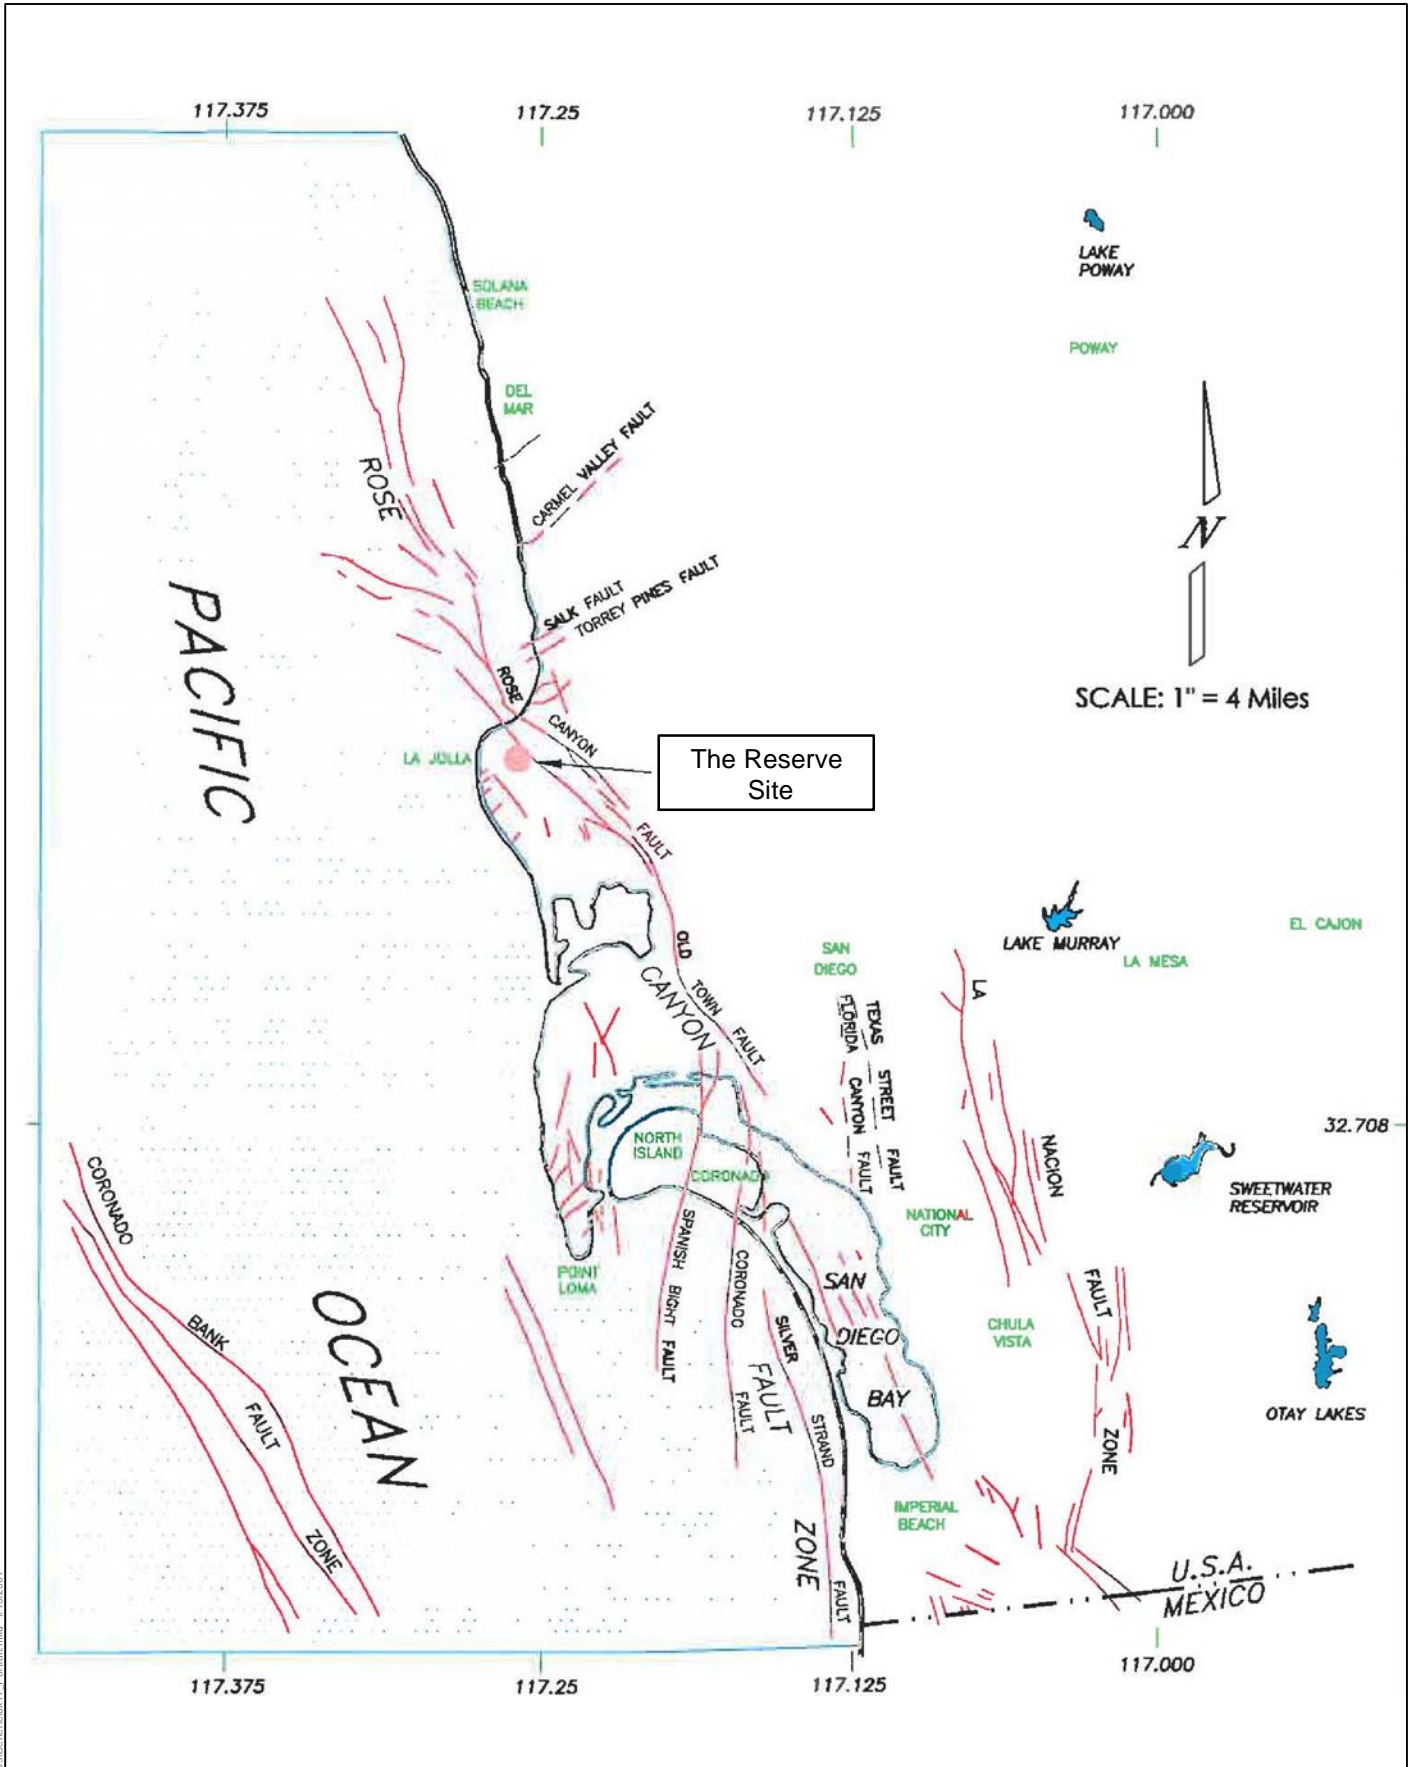 117.375
117.25
117.125
117.000
LAKE
POWAY
SOLANA
BEACH
POWAY
DEL
MAR
CARMEL VALLEY FAULT
ROSE
N
SALK FAULT
TORREY PINES FAULT
PACIFIC
ROSE
SCALE: 1" = 4 Miles
CANYON
LA JOLLA
The Reserve
Site
FAULT
LAKE MURRAY
EL CAJON
LA MESA
SAN
DIEGO
OLD
TOWN
FAULT
CANYON
LA
TEXAS
STREET
FAULT
FLORIDA
CANYON
FAULT
32.708
NORTH
ISLAND
CORONADO
NACION
CORONADO
SWEETWATER
RESERVOIR
NATIONAL
CITY
SPANISH
BIGHT
FAULT
CORONADO
FAULT
POINT
LOMA
SAN
DIEGO
BAY
FAULT
CHULA
VISTA
BANK
OCEAN
SILVER
STRAND
FAULT
FAULT
FAULT
OTAY LAKES
ZONE
IMPERIAL
BEACH
ZONE
ZONE
U.S.A.
MEXICO
117.375
117.25
117.125
117.000